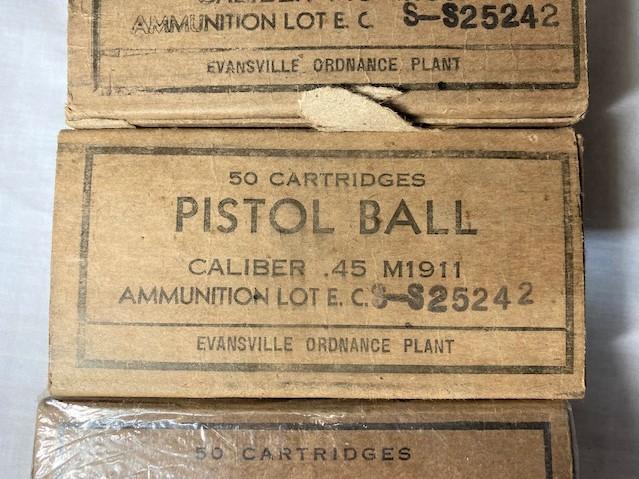 AMMUNITION LOT E. C. S-S25242
EVANSVILLE ORDNANCE PLANT
50 CARTRIDGES
PISTOL BALL
CALIBER .45 M1911
AMMUNITION LOT E. C. S-S25242
EVANSVILLE ORDNANCE PLANT
50 CARTRIDGES